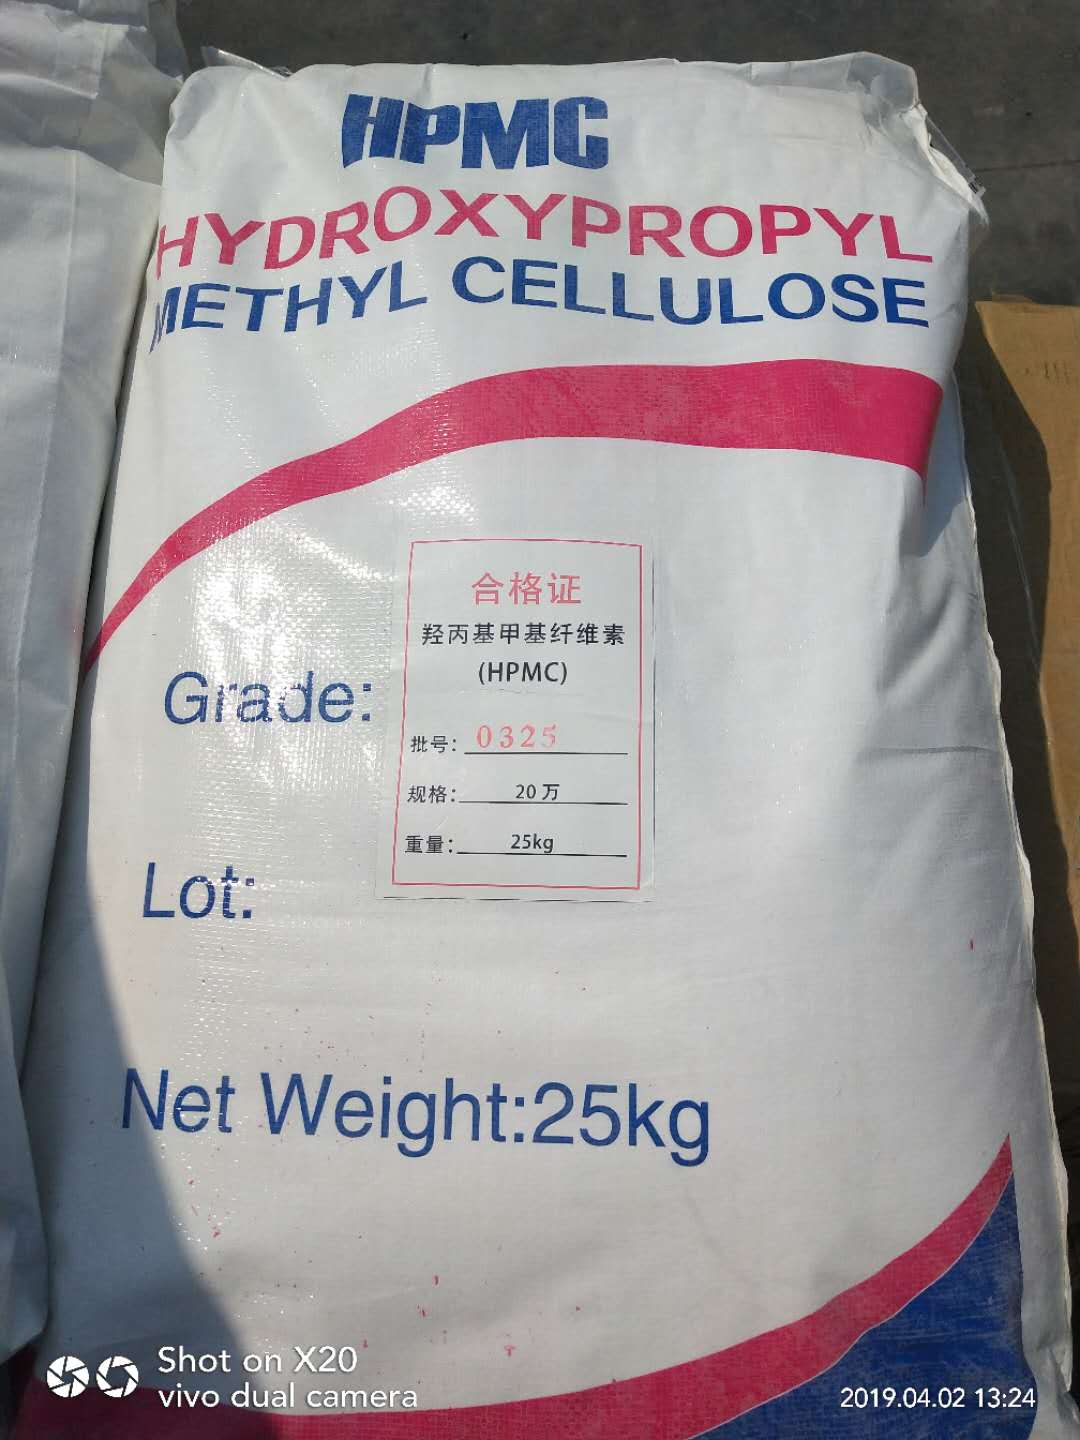 HPMC
HYDROXYPROPYL
METHYL CELLULOSE
合格证
羟丙基甲基纤维素
(HPMC)
批号: 0325
规格: 20万
重量: 25kg
Grade:
Lot:
Net Weight:25kg
Shot on X20
vivo dual camera
2019.04.02 13:24